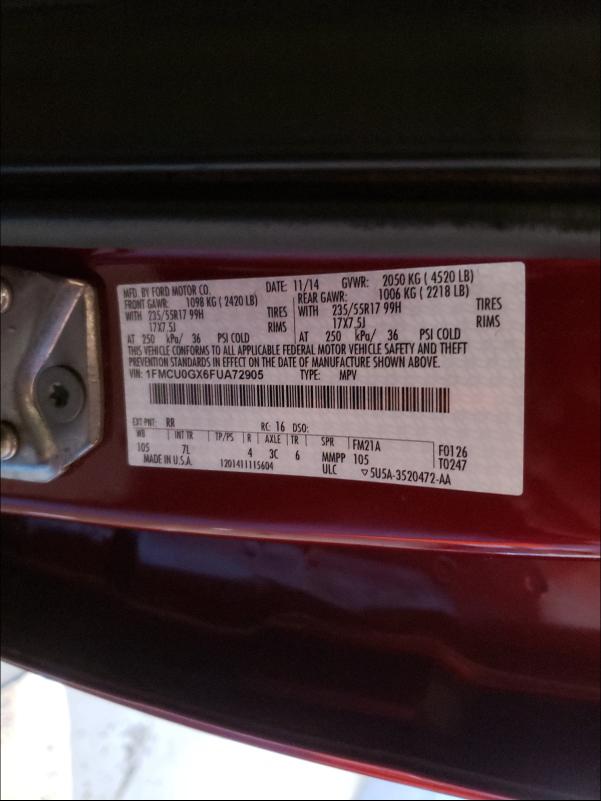 MFD. BY FORD MOTOR CO. DATE: 11/14 GVWR: 2050 KG ( 4520 LB)
FRONT GAWR: 1098 KG ( 2420 LB) REAR GAWR: 1006 KG ( 2218 LB)
WITH 235/55R17 99H TIRES WITH 235/55R17 99H TIRES
17X7.5J RIMS 17X7.5J RIMS
AT 250 kPa/ 36 PSI COLD AT 250 kPa/ 36 PSI COLD
THIS VEHICLE CONFORMS TO ALL APPLICABLE FEDERAL MOTOR VEHICLE SAFETY AND THEFT
PREVENTION STANDARDS IN EFFECT ON THE DATE OF MANUFACTURE SHOWN ABOVE.
VIN: 1FMCU0GX6FUA72905 TYPE: MPV
EXT PNT: RR RC: 16 DSO:
WB INT TR TP/PS R AXLE TR SPR FM21A F0126
105 7L 4 3C 6 MMPP 105 T0247
MADE IN U.S.A. 1201411115604 ULC ▽5U5A-3520472-AA